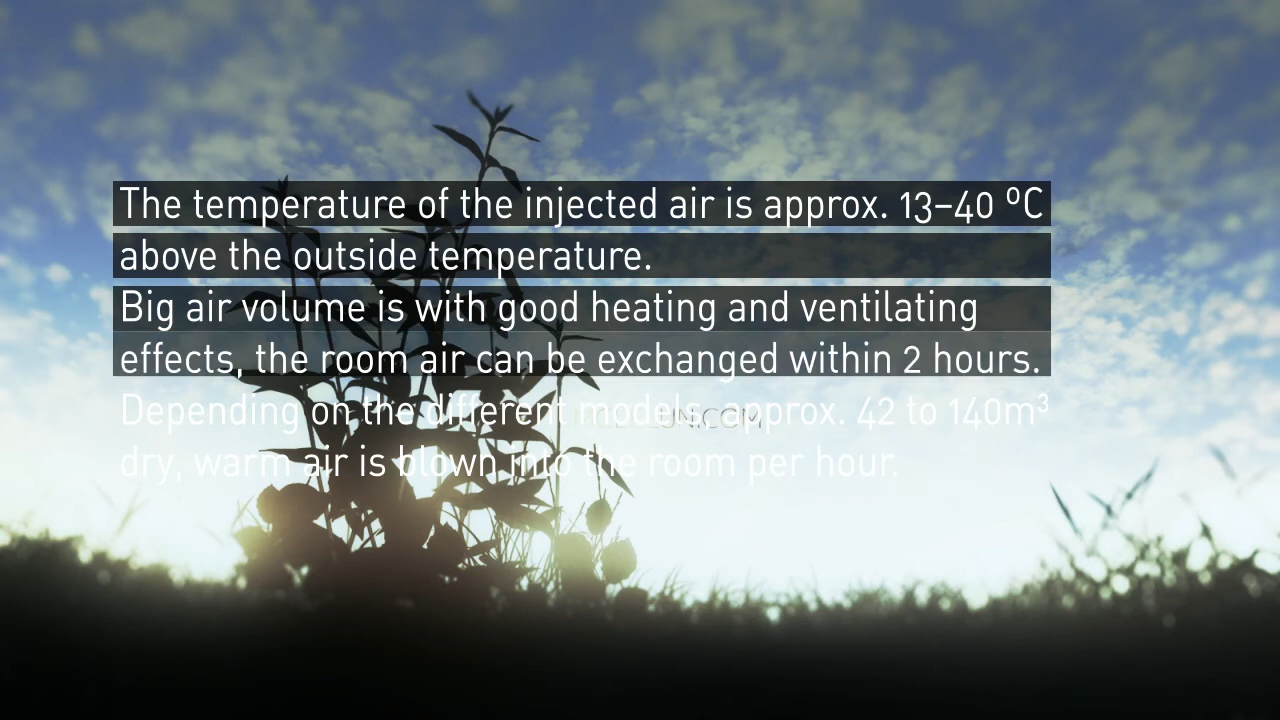 The temperature of the injected air is approx. 13–40 ºC
above the outside temperature.
Big air volume is with good heating and ventilating
effects, the room air can be exchanged within 2 hours.
Depending on the different models, approx. 42 to 140m³
dry, warm air is blown into the room per hour.
UNICOM